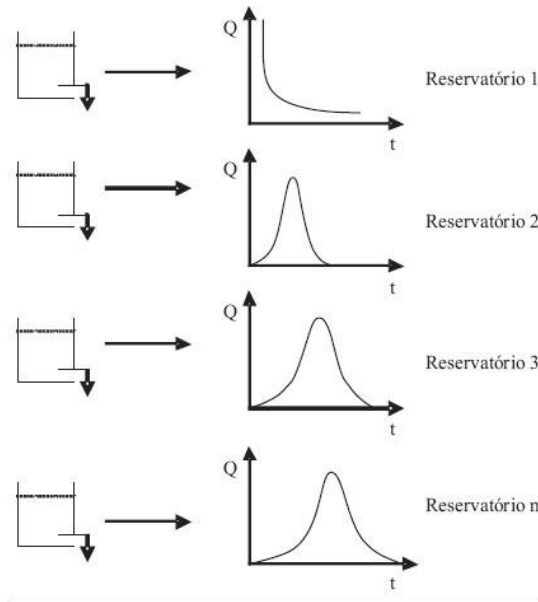 Q
t
Reservatório 1
Q
t
Reservatório 2
Q
t
Reservatório 3
Q
t
Reservatório n